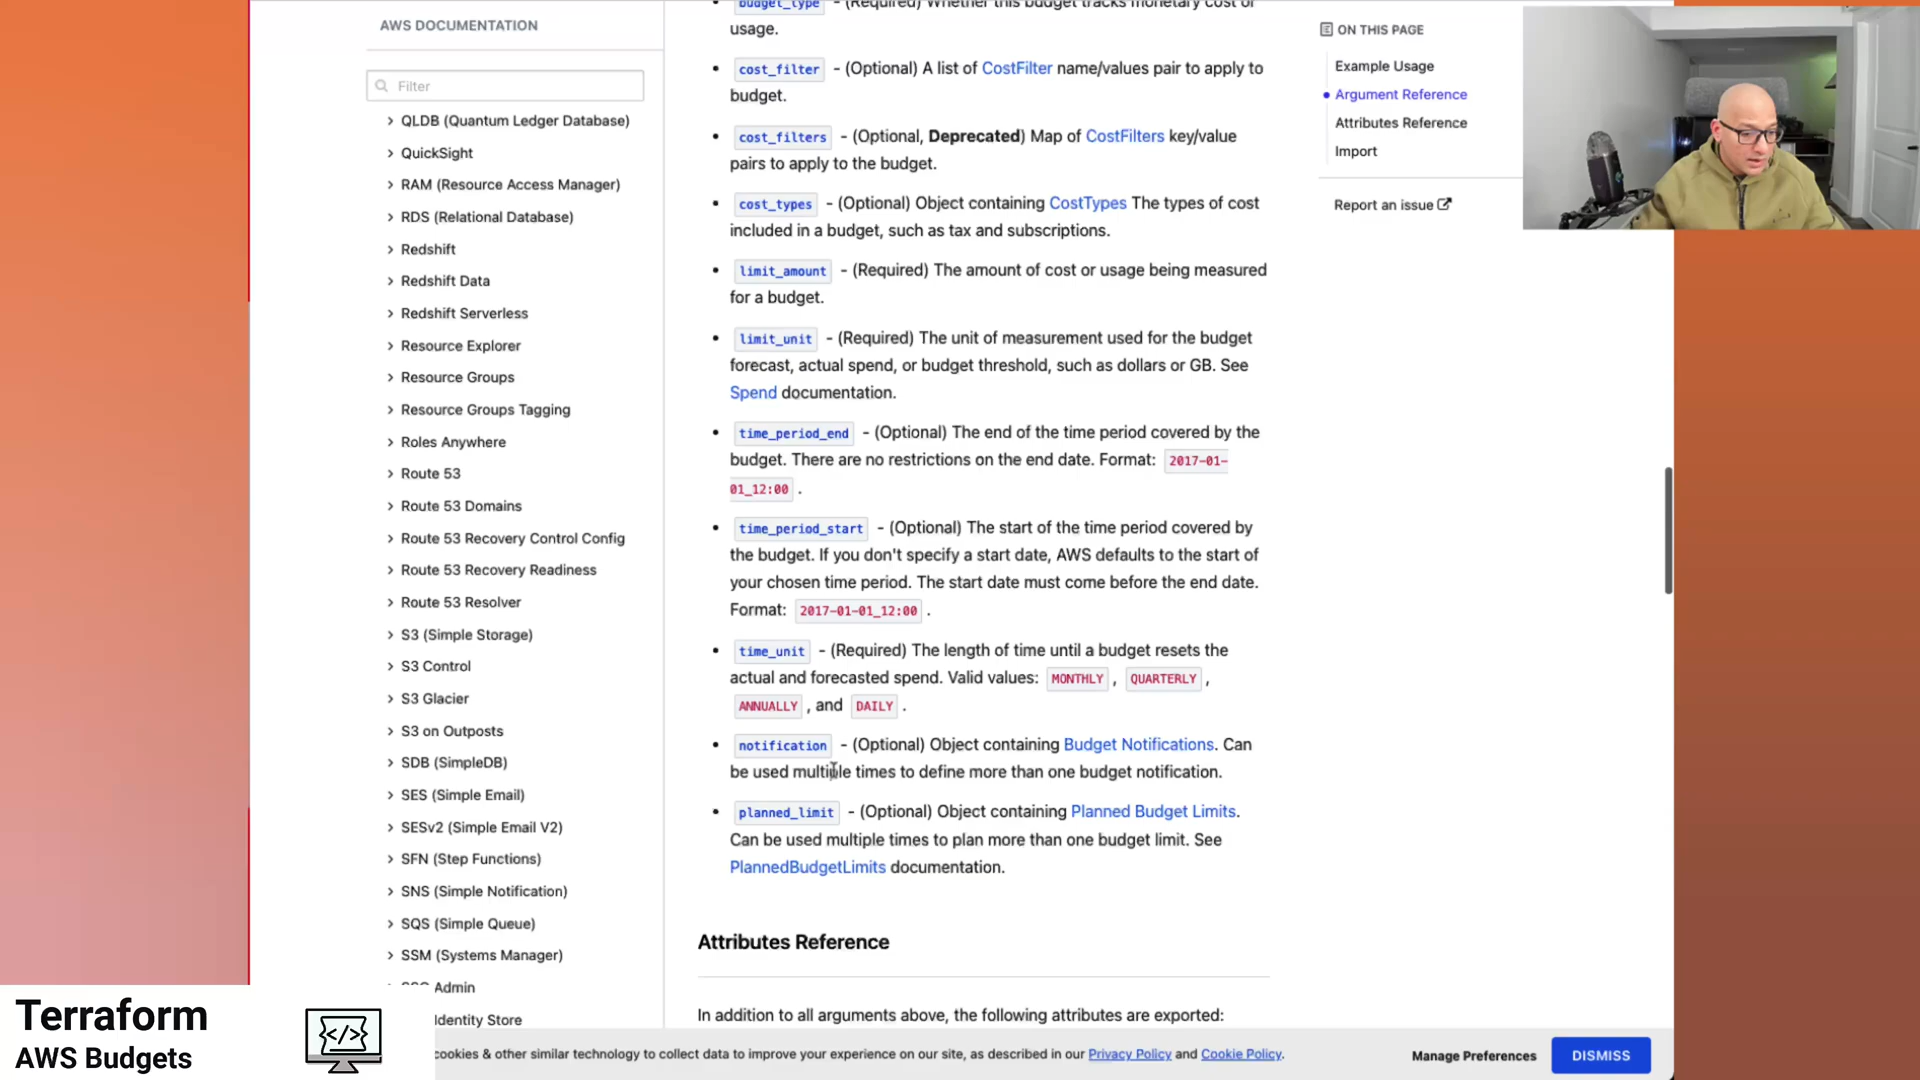 AWS DOCUMENTATION
Filter
QLDB (Quantum Ledger Database)
QuickSight
RAM (Resource Access Manager)
RDS (Relational Database)
Redshift
Redshift Data
Redshift Serverless
Resource Explorer
Resource Groups
Resource Groups Tagging
Roles Anywhere
Route 53
Route 53 Domains
Route 53 Recovery Control Config
Route 53 Recovery Readiness
Route 53 Resolver
S3 (Simple Storage)
S3 Control
S3 Glacier
S3 on Outposts
SDB (SimpleDB)
SES (Simple Email)
SESv2 (Simple Email V2)
SFN (Step Functions)
SNS (Simple Notification)
SQS (Simple Queue)
SSM (Systems Manager)
Admin
Identity Store
budget_type - (Required) Whether this budget tracks monetary cost or
usage.
cost_filter - (Optional) A list of CostFilter name/values pair to apply to
budget.
cost_filters - (Optional, Deprecated) Map of CostFilters key/value
pairs to apply to the budget.
cost_types - (Optional) Object containing CostTypes The types of cost
included in a budget, such as tax and subscriptions.
limit_amount - (Required) The amount of cost or usage being measured
for a budget.
limit_unit - (Required) The unit of measurement used for the budget
forecast, actual spend, or budget threshold, such as dollars or GB. See
Spend documentation.
time_period_end - (Optional) The end of the time period covered by the
budget. There are no restrictions on the end date. Format: 2017-01-
01_12:00 .
time_period_start - (Optional) The start of the time period covered by
the budget. If you don't specify a start date, AWS defaults to the start of
your chosen time period. The start date must come before the end date.
Format: 2017-01-01_12:00 .
time_unit - (Required) The length of time until a budget resets the
actual and forecasted spend. Valid values: MONTHLY , QUARTERLY ,
ANNUALLY , and DAILY .
notification - (Optional) Object containing Budget Notifications. Can
be used multiple times to define more than one budget notification.
planned_limit - (Optional) Object containing Planned Budget Limits.
Can be used multiple times to plan more than one budget limit. See
PlannedBudgetLimits documentation.
Attributes Reference
In addition to all arguments above, the following attributes are exported:
ON THIS PAGE
Example Usage
Argument Reference
Attributes Reference
Import
Report an issue
cookies & other similar technology to collect data to improve your experience on our site, as described in our Privacy Policy and Cookie Policy.
Manage Preferences
DISMISS
Terraform
AWS Budgets